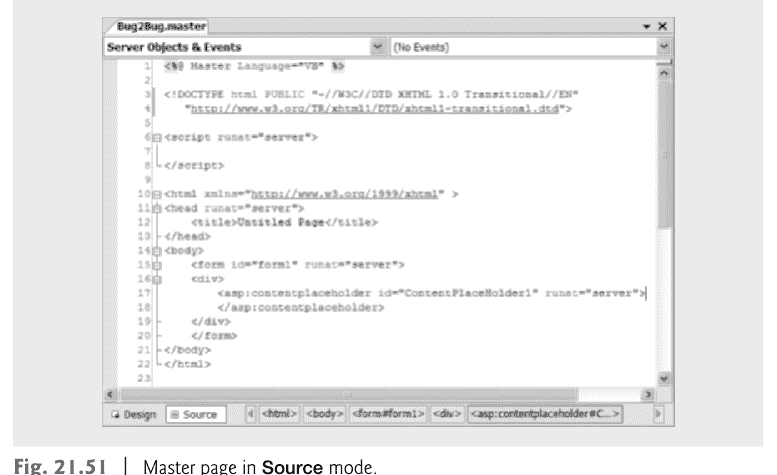 Bug2Bug.master
Server Objects & Events (No Events)
1 <%@ Master Language="VB" %>
2
3 <!DOCTYPE html PUBLIC "-//W3C//DTD XHTML 1.0 Transitional//EN"
4 "http://www.w3.org/TR/xhtml1/DTD/xhtml1-transitional.dtd">
5
6 <script runat="server">
7
8 </script>
9
10 <html xmlns="http://www.w3.org/1999/xhtml" >
11 <head runat="server">
12 <title>Untitled Page</title>
13 </head>
14 <body>
15 <form id="form1" runat="server">
16 <div>
17 <asp:contentplaceholder id="ContentPlaceHolder1" runat="server">
18 </asp:contentplaceholder>
19 </div>
20 </form>
21 </body>
22 </html>
23
Design Source <html> <body> <form#form1> <div> <asp:contentplaceholder#C...>
Fig. 21.51 | Master page in Source mode.